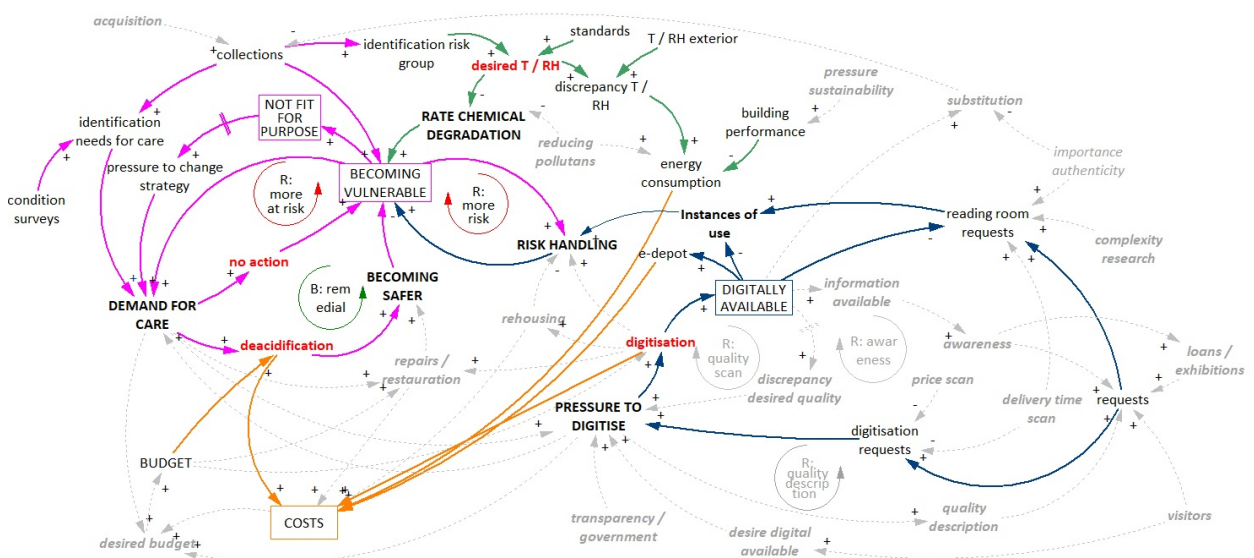 acquisition
collections
identification risk
group
standards
desired T / RH
T / RH exterior
discrepancy T /
RH
pressure
sustainability
substitution
building
performance
NOT FIT
FOR
PURPOSE
RATE CHEMICAL
DEGRADATION
identification
needs for care
reducing
pollutans
pressure to change
strategy
energy
consumption
importance
authenticity
condition
surveys
R:
more
at risk
BECOMING
VULNERABLE
R:
more
risk
Instances of
use
reading room
requests
RISK HANDLING
e-depot
complexity
research
no action
BECOMING
SAFER
B: rem
edial
DIGITALLY
AVAILABLE
information
available
DEMAND FOR
CARE
rehousing
deacidification
digitisation
R:
quality
scan
R: awar
eness
awareness
loans /
exhibitions
repairs /
restauration
discrepancy
desired quality
price scan
PRESSURE TO
DIGITISE
delivery time
scan
requests
digitisation
requests
BUDGET
R:
quality
descrip
tion
COSTS
transparency /
government
quality
description
desire digital
available
visitors
desired budget